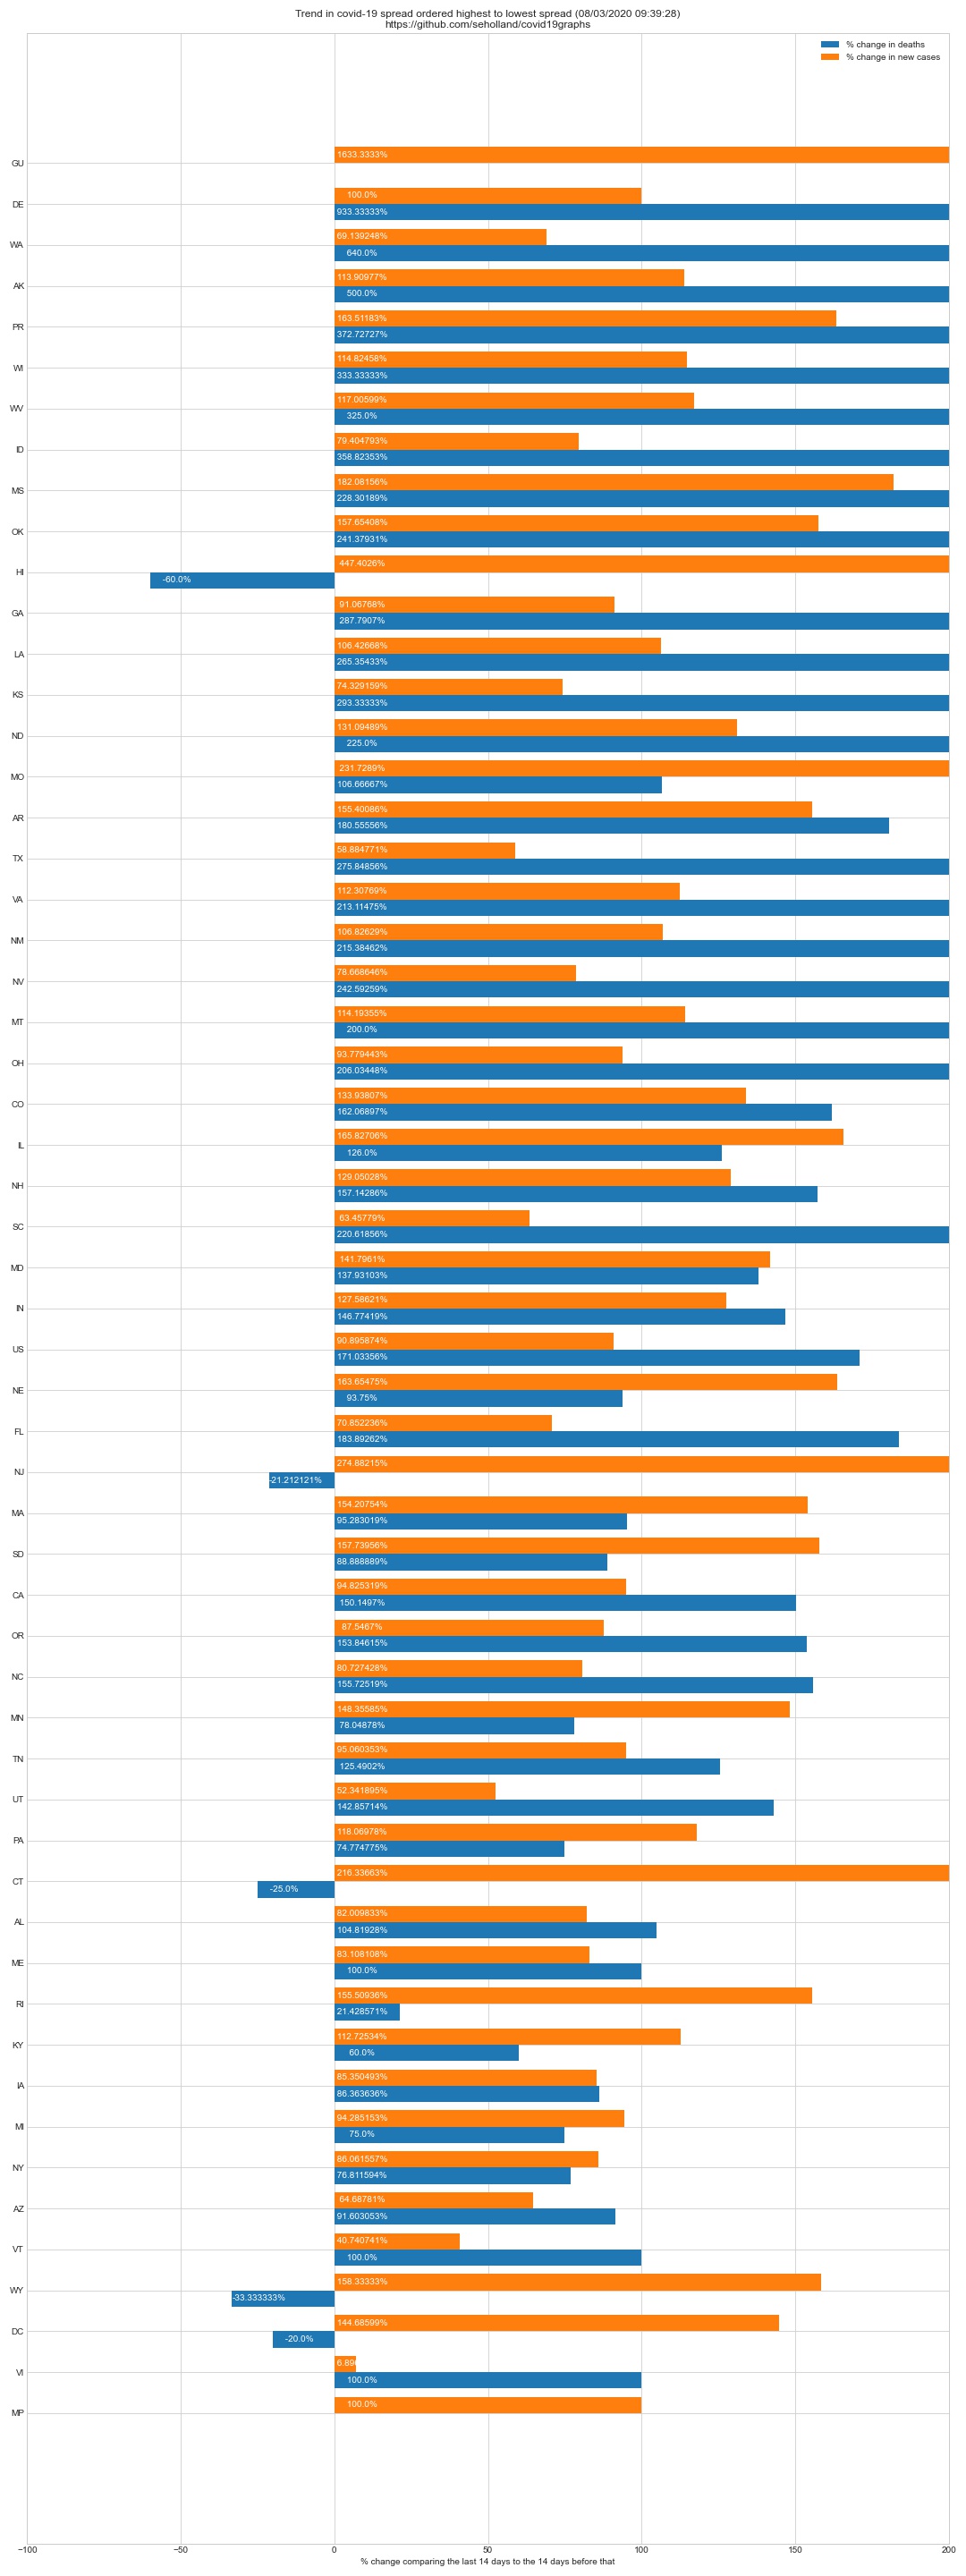 Trend in covid-19 spread ordered highest to lowest spread (08/03/2020 09:39:28)
https://github.com/seholland/covid19graphs
% change in deaths
% change in new cases
1633.3333%
GU
100.0%
DE
933.33333%
69.139248%
WA
640.0%
113.90977%
AK
500.0%
163.51183%
PR
372.72727%
114.82458%
WI
333.33333%
117.00599%
WV
325.0%
79.404793%
ID
358.82353%
182.08156%
MS
228.30189%
157.65408%
OK
241.37931%
447.4026%
HI
-60.0%
91.06768%
GA
287.7907%
106.42668%
LA
265.35433%
74.329159%
KS
293.33333%
131.09489%
ND
225.0%
231.7289%
MO
106.66667%
155.40086%
AR
180.55556%
58.884771%
TX
275.84856%
112.30769%
VA
213.11475%
106.82629%
NM
215.38462%
78.668646%
NV
242.59259%
114.19355%
MT
200.0%
93.779443%
OH
206.03448%
133.93807%
CO
162.06897%
165.82706%
IL
126.0%
129.05028%
NH
157.14286%
63.45779%
SC
220.61856%
141.7961%
MD
137.93103%
127.58621%
IN
146.77419%
90.895874%
US
171.03356%
163.65475%
NE
93.75%
70.852236%
FL
183.89262%
274.88215%
NJ
-21.212121%
154.20754%
MA
95.283019%
157.73956%
SD
88.888889%
94.825319%
CA
150.1497%
87.5467%
OR
153.84615%
80.727428%
NC
155.72519%
148.35585%
MN
78.04878%
95.060353%
TN
125.4902%
52.341895%
UT
142.85714%
118.06978%
PA
74.774775%
216.33663%
CT
-25.0%
82.009833%
AL
104.81928%
83.108108%
ME
100.0%
155.50936%
RI
21.428571%
112.72534%
KY
60.0%
85.350493%
IA
86.363636%
94.285153%
MI
75.0%
86.061557%
NY
76.811594%
64.68781%
AZ
91.603053%
40.740741%
VT
100.0%
158.33333%
WY
-33.333333%
144.68599%
DC
-20.0%
VI
100.0%
100.0%
MP
−100 −50 0 50 100 150 200
% change comparing the last 14 days to the 14 days before that